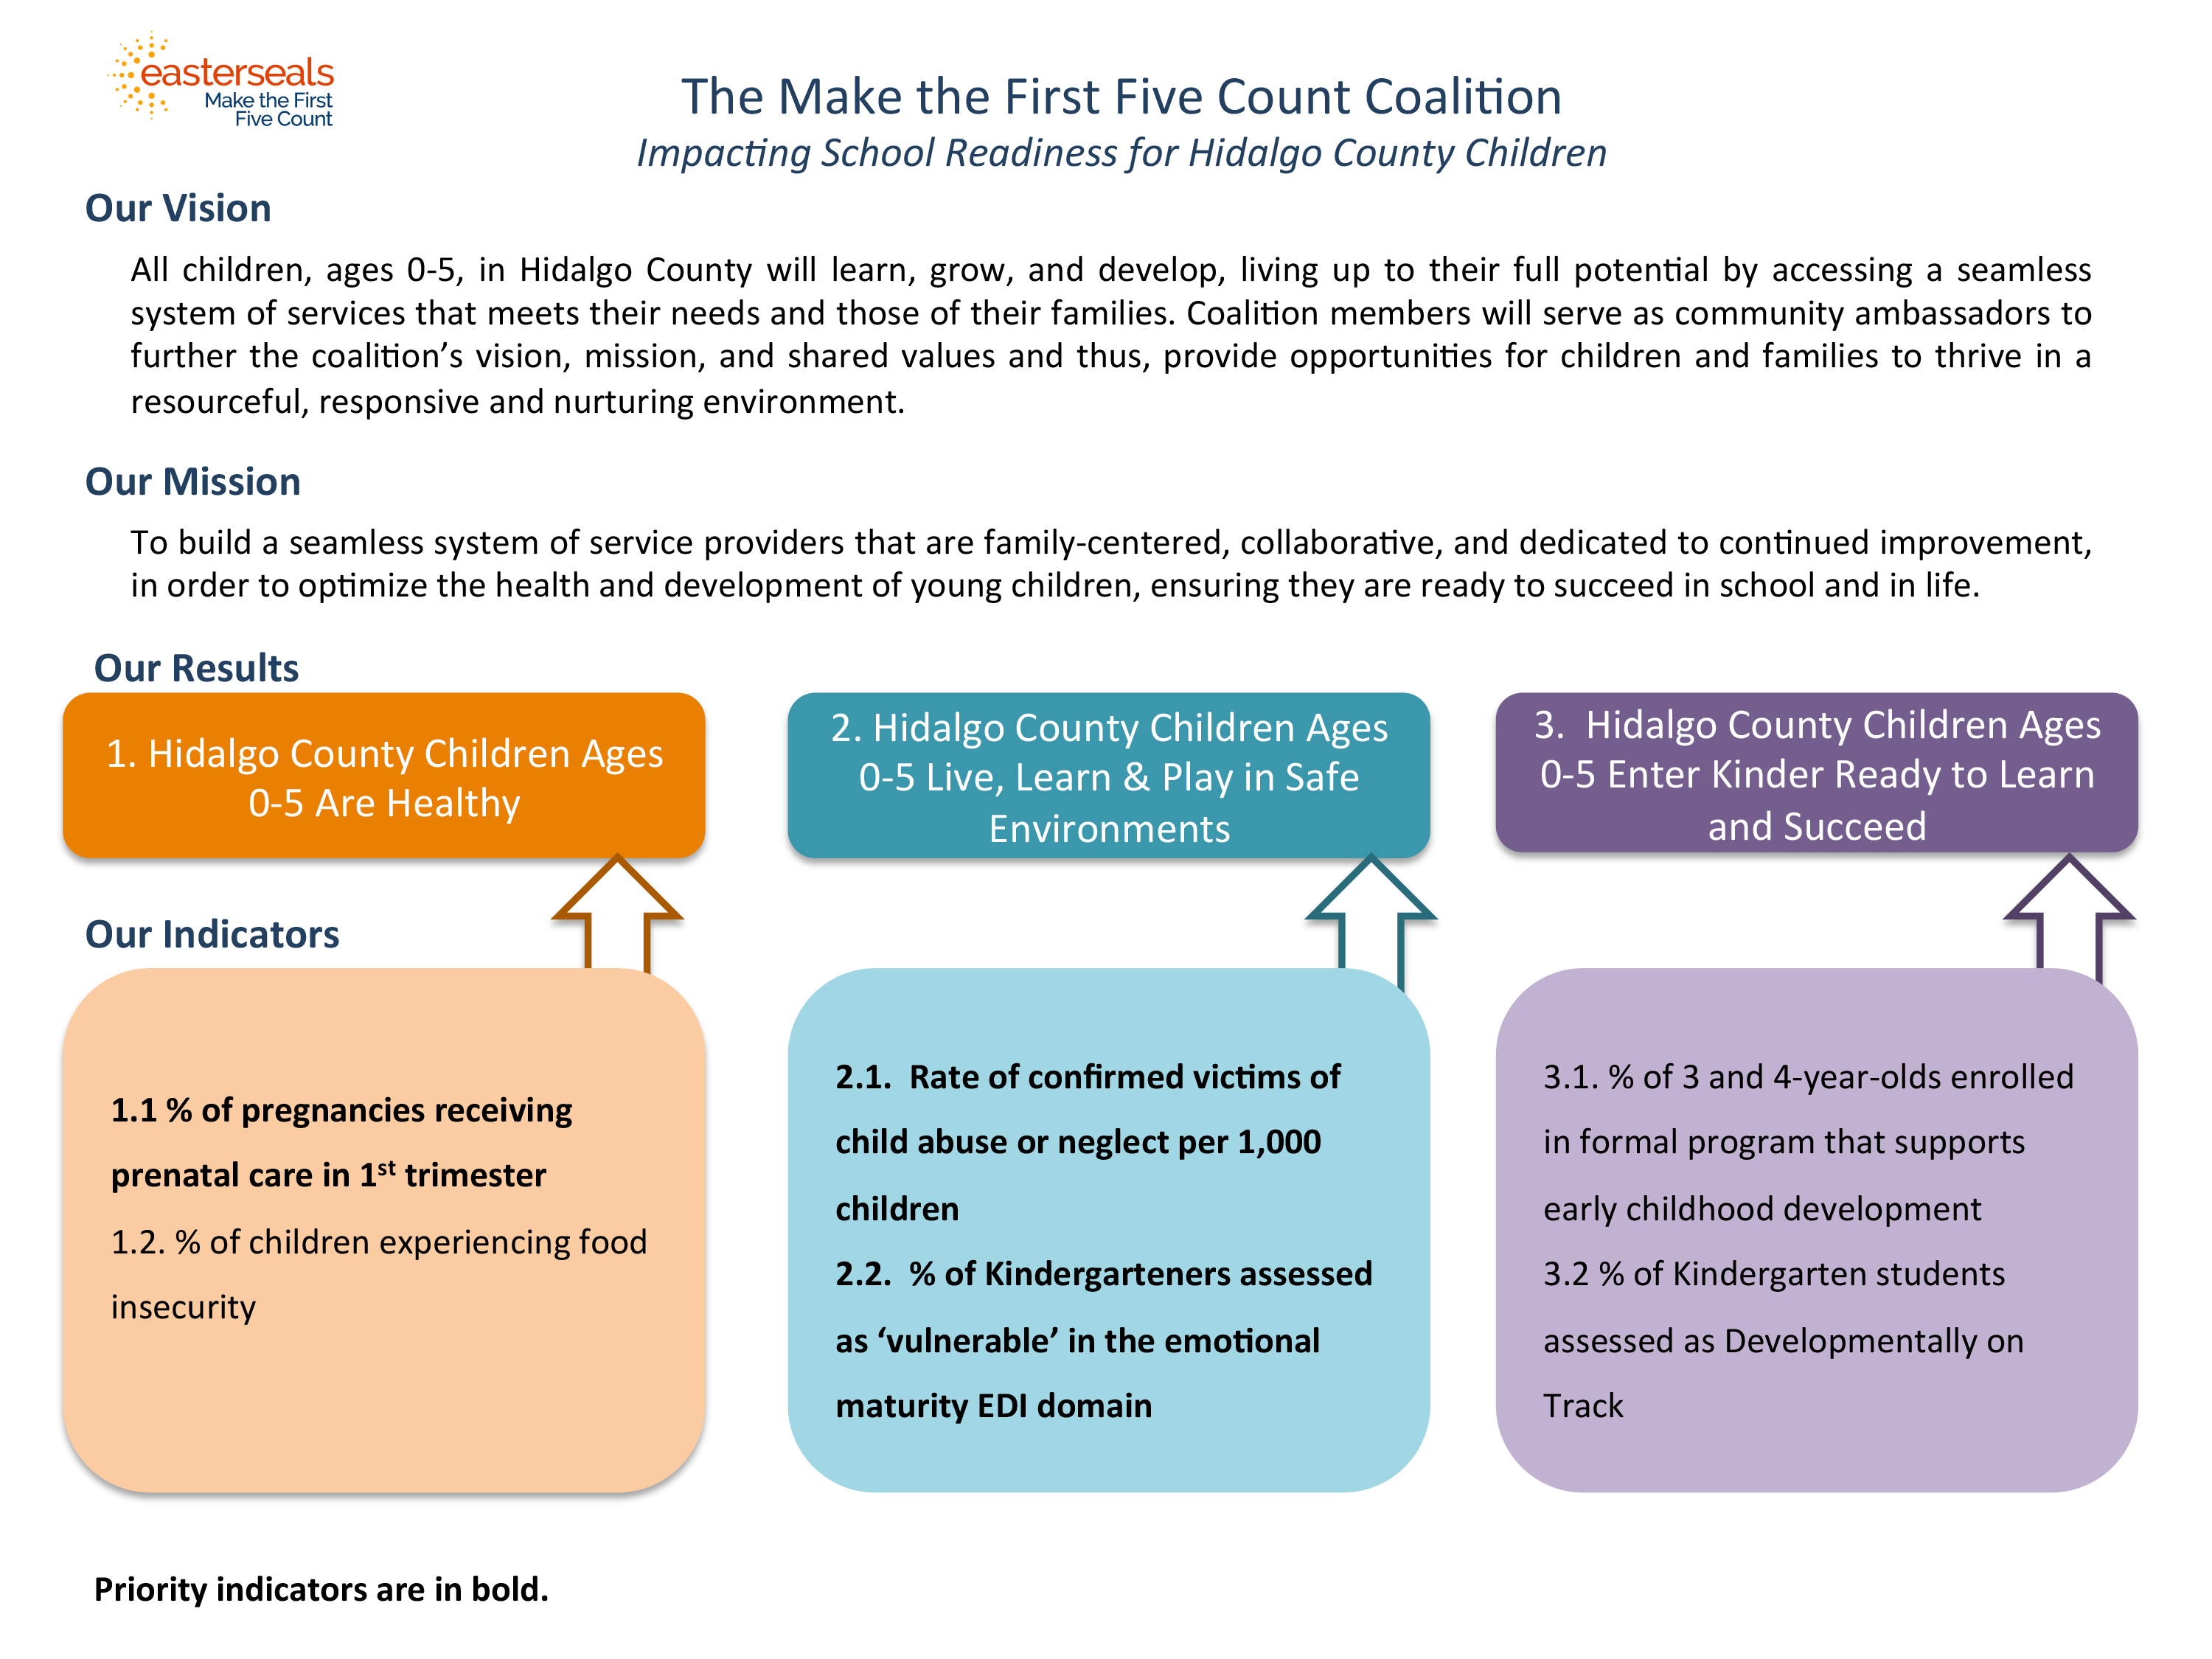 easterseals
Make the First
Five Count
The Make the First Five Count Coalition
Impacting School Readiness for Hidalgo County Children
Our Vision
All children, ages 0-5, in Hidalgo County will learn, grow, and develop, living up to their full potential by accessing a seamless
system of services that meets their needs and those of their families. Coalition members will serve as community ambassadors to
further the coalition’s vision, mission, and shared values and thus, provide opportunities for children and families to thrive in a
resourceful, responsive and nurturing environment.
Our Mission
To build a seamless system of service providers that are family-centered, collaborative, and dedicated to continued improvement,
in order to optimize the health and development of young children, ensuring they are ready to succeed in school and in life.
Our Results
1. Hidalgo County Children Ages
0-5 Are Healthy
2. Hidalgo County Children Ages
0-5 Live, Learn & Play in Safe
Environments
3. Hidalgo County Children Ages
0-5 Enter Kinder Ready to Learn
and Succeed
Our Indicators
1.1 % of pregnancies receiving
prenatal care in 1st trimester
1.2. % of children experiencing food
insecurity
2.1. Rate of confirmed victims of
child abuse or neglect per 1,000
children
2.2. % of Kindergarteners assessed
as ‘vulnerable’ in the emotional
maturity EDI domain
3.1. % of 3 and 4-year-olds enrolled
in formal program that supports
early childhood development
3.2 % of Kindergarten students
assessed as Developmentally on
Track
Priority indicators are in bold.